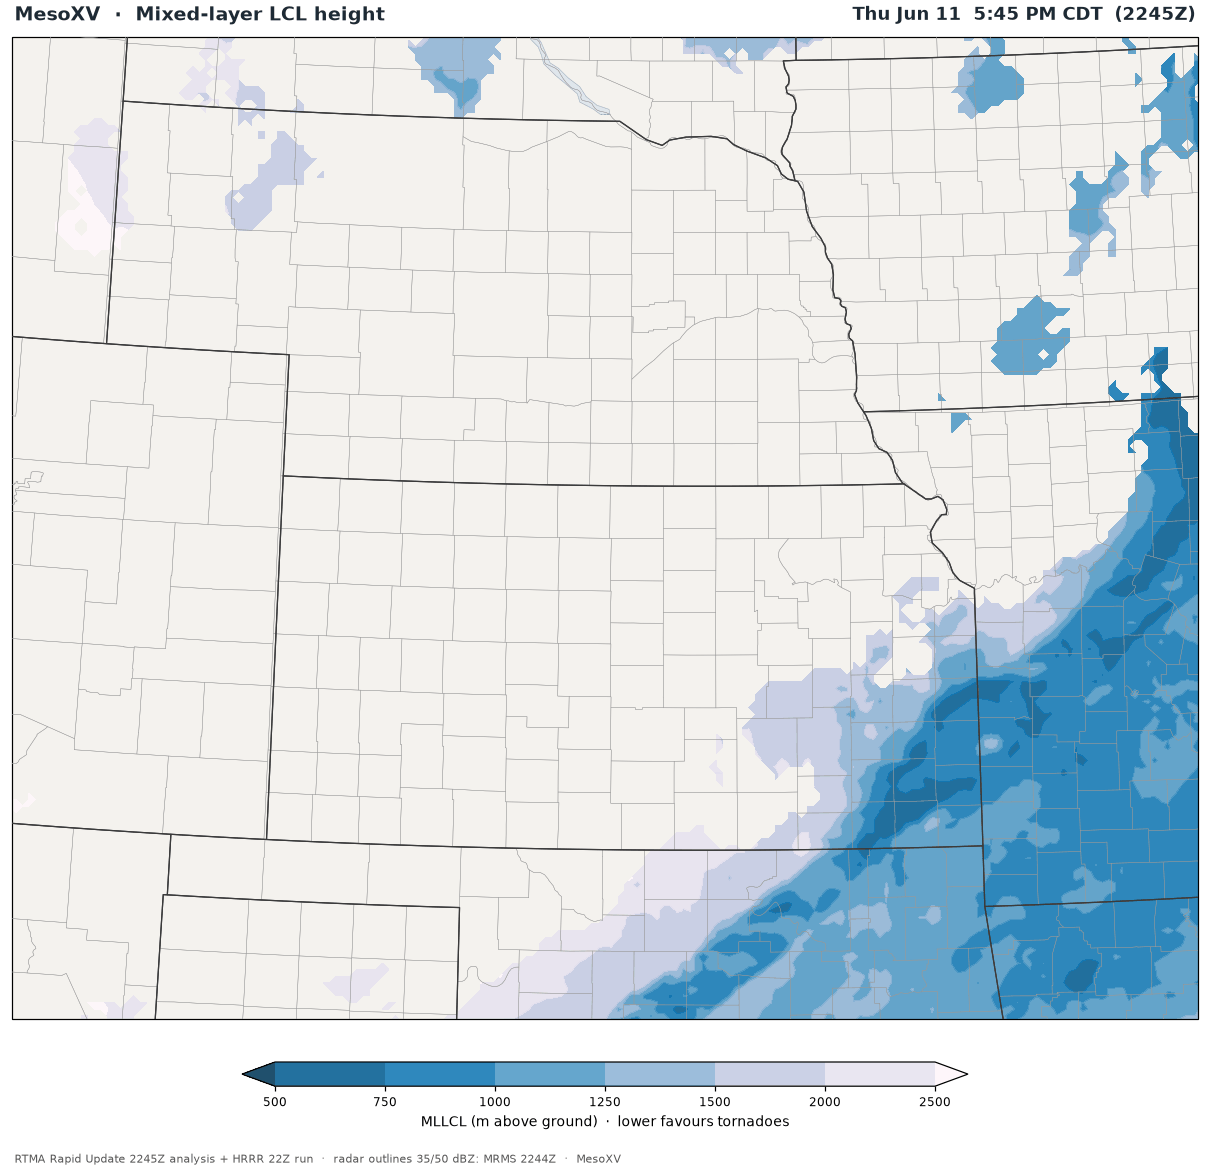 MesoXV · Mixed-layer LCL height
Thu Jun 11 5:45 PM CDT (2245Z)
500 750 1000 1250 1500 2000 2500
MLLCL (m above ground) · lower favours tornadoes
RTMA Rapid Update 2245Z analysis + HRRR 22Z run · radar outlines 35/50 dBZ: MRMS 2244Z · MesoXV